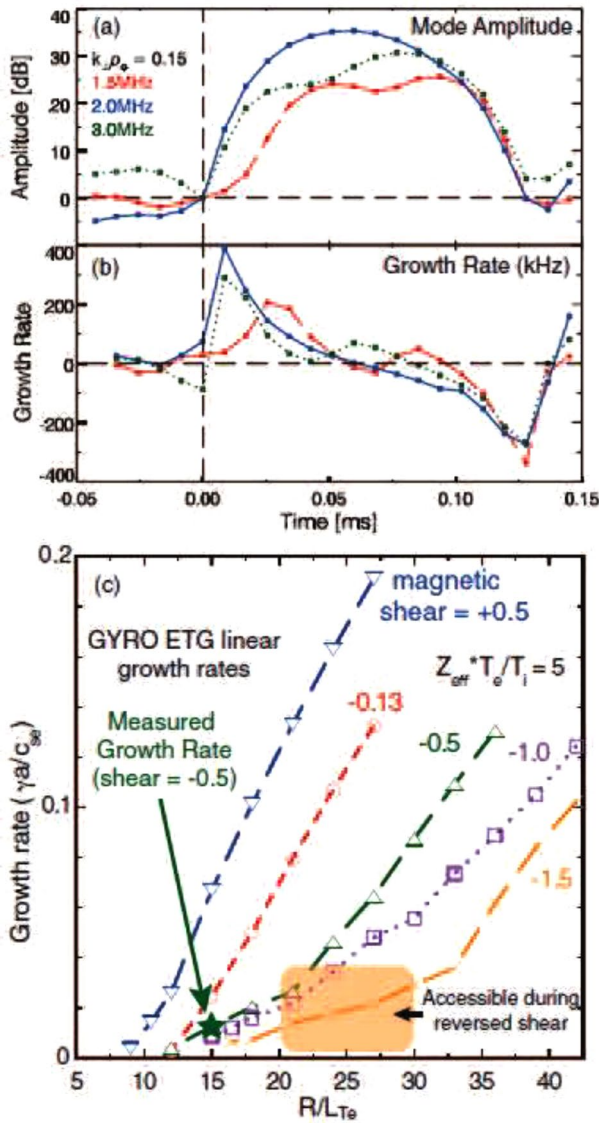 (a) Mode Amplitude
k⊥ρe = 0.15
1.5MHz
2.0MHz
3.0MHz
Amplitude [dB]
40
30
20
10
0
(b) Growth Rate (kHz)
Growth Rate
400
200
0
-200
-400
-0.05 0.00 0.05 0.10 0.15
Time [ms]
(c)
magnetic
shear = +0.5
GYRO ETG linear
growth rates
Zeff*Te/Ti = 5
-0.13
Measured
Growth Rate
(shear = -0.5)
-0.5
-1.0
-1.5
Accessible during
reversed shear
Growth rate (γa/cse)
0.2
0.1
0
5 10 15 20 25 30 35 40
R/LTe